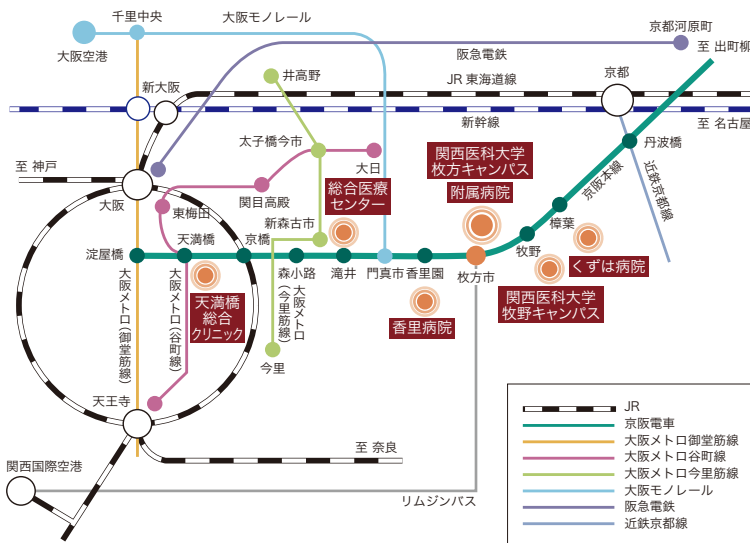 千里中央
大阪モノレール
京都河原町
至 出町柳
大阪空港
阪急電鉄
井高野
京都
新大阪
JR 東海道線
新幹線
至 名古屋
太子橋今市
丹波橋
至 神戸
大日
関西医科大学
枚方キャンパス
附属病院
近鉄京都線
大阪
関目高殿
総合医療
センター
京阪本線
東梅田
新森古市
樟葉
天満橋
京橋
牧野
淀屋橋
森小路
滝井
門真市
香里園
枚方市
くずは病院
大阪メトロ(御堂筋線)
大阪メトロ(谷町線)
天満橋
総合
クリニック
大阪メトロ
(今里筋線)
香里病院
関西医科大学
牧野キャンパス
今里
天王寺
至 奈良
関西国際空港
リムジンバス
JR
京阪電車
大阪メトロ御堂筋線
大阪メトロ谷町線
大阪メトロ今里筋線
大阪モノレール
阪急電鉄
近鉄京都線